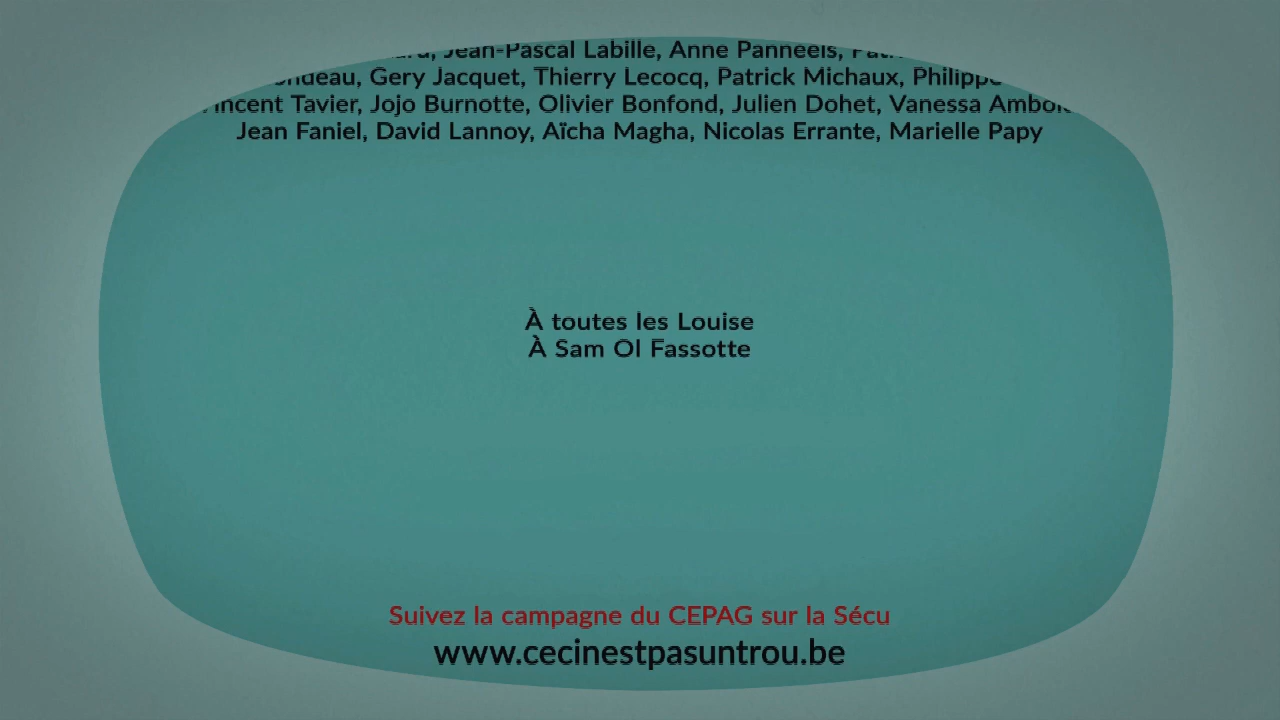 Jean-Pascal Labille, Anne Panneels,
Gery Jacquet, Thierry Lecocq, Patrick Michaux, Philippe
Vincent Tavier, Jojo Burnotte, Olivier Bonfond, Julien Dohet, Vanessa
Jean Faniel, David Lannoy, Aïcha Magha, Nicolas Errante, Marielle Papy
À toutes les Louise
À Sam Ol Fassotte
Suivez la campagne du CEPAG sur la Sécu
www.cecinestpasuntrou.be